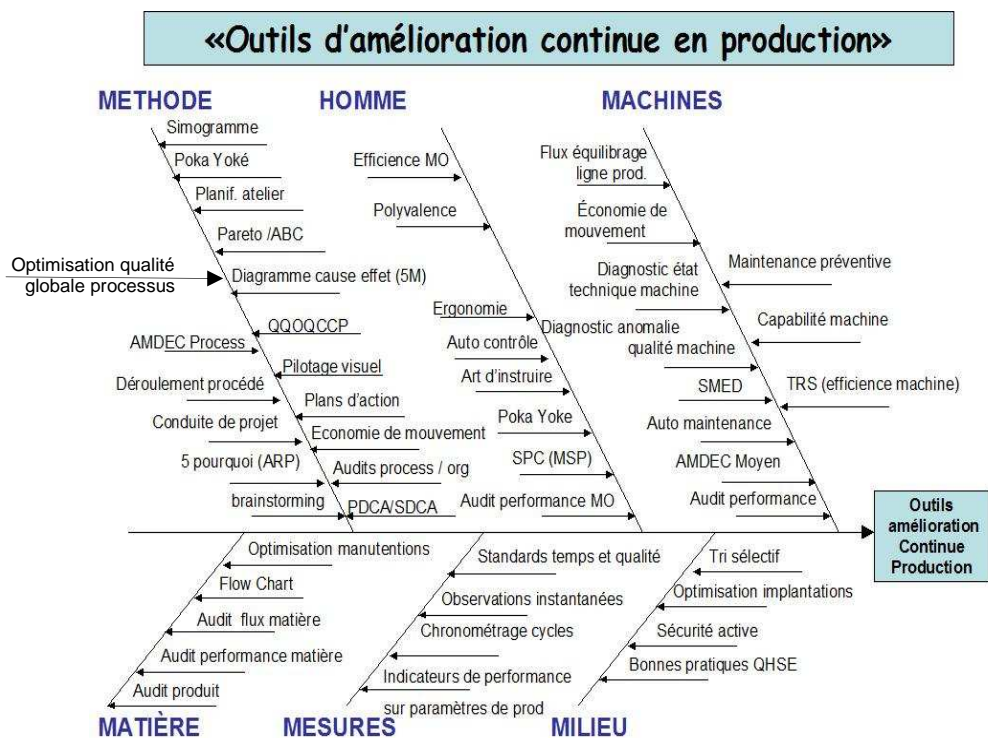 «Outils d'amélioration continue en production»
METHODE
HOMME
MACHINES
Simogramme
Poka Yoké
Planif. atelier
Pareto /ABC
Optimisation qualité
globale processus
Diagramme cause effet (5M)
QQOQCCP
AMDEC Process
Pilotage visuel
Déroulement procédé
Plans d'action
Conduite de projet
Economie de mouvement
5 pourquoi (ARP)
Audits process / org
brainstorming
PDCA/SDCA
Efficience MO
Polyvalence
Ergonomie
Auto contrôle
Art d'instruire
Poka Yoke
SPC (MSP)
Audit performance MO
Flux équilibrage
ligne prod.
Économie de
mouvement
Maintenance préventive
Diagnostic état
technique machine
Capabilité machine
Diagnostic anomalie
qualité machine
SMED
TRS (efficience machine)
Auto maintenance
AMDEC Moyen
Audit performance
Outils
amélioration
Continue
Production
Optimisation manutentions
Flow Chart
Audit flux matière
Audit performance matière
Audit produit
Standards temps et qualité
Observations instantanées
Chronométrage cycles
Indicateurs de performance
sur paramètres de prod
Tri sélectif
Optimisation implantations
Sécurité active
Bonnes pratiques QHSE
MATIÈRE
MESURES
MILIEU